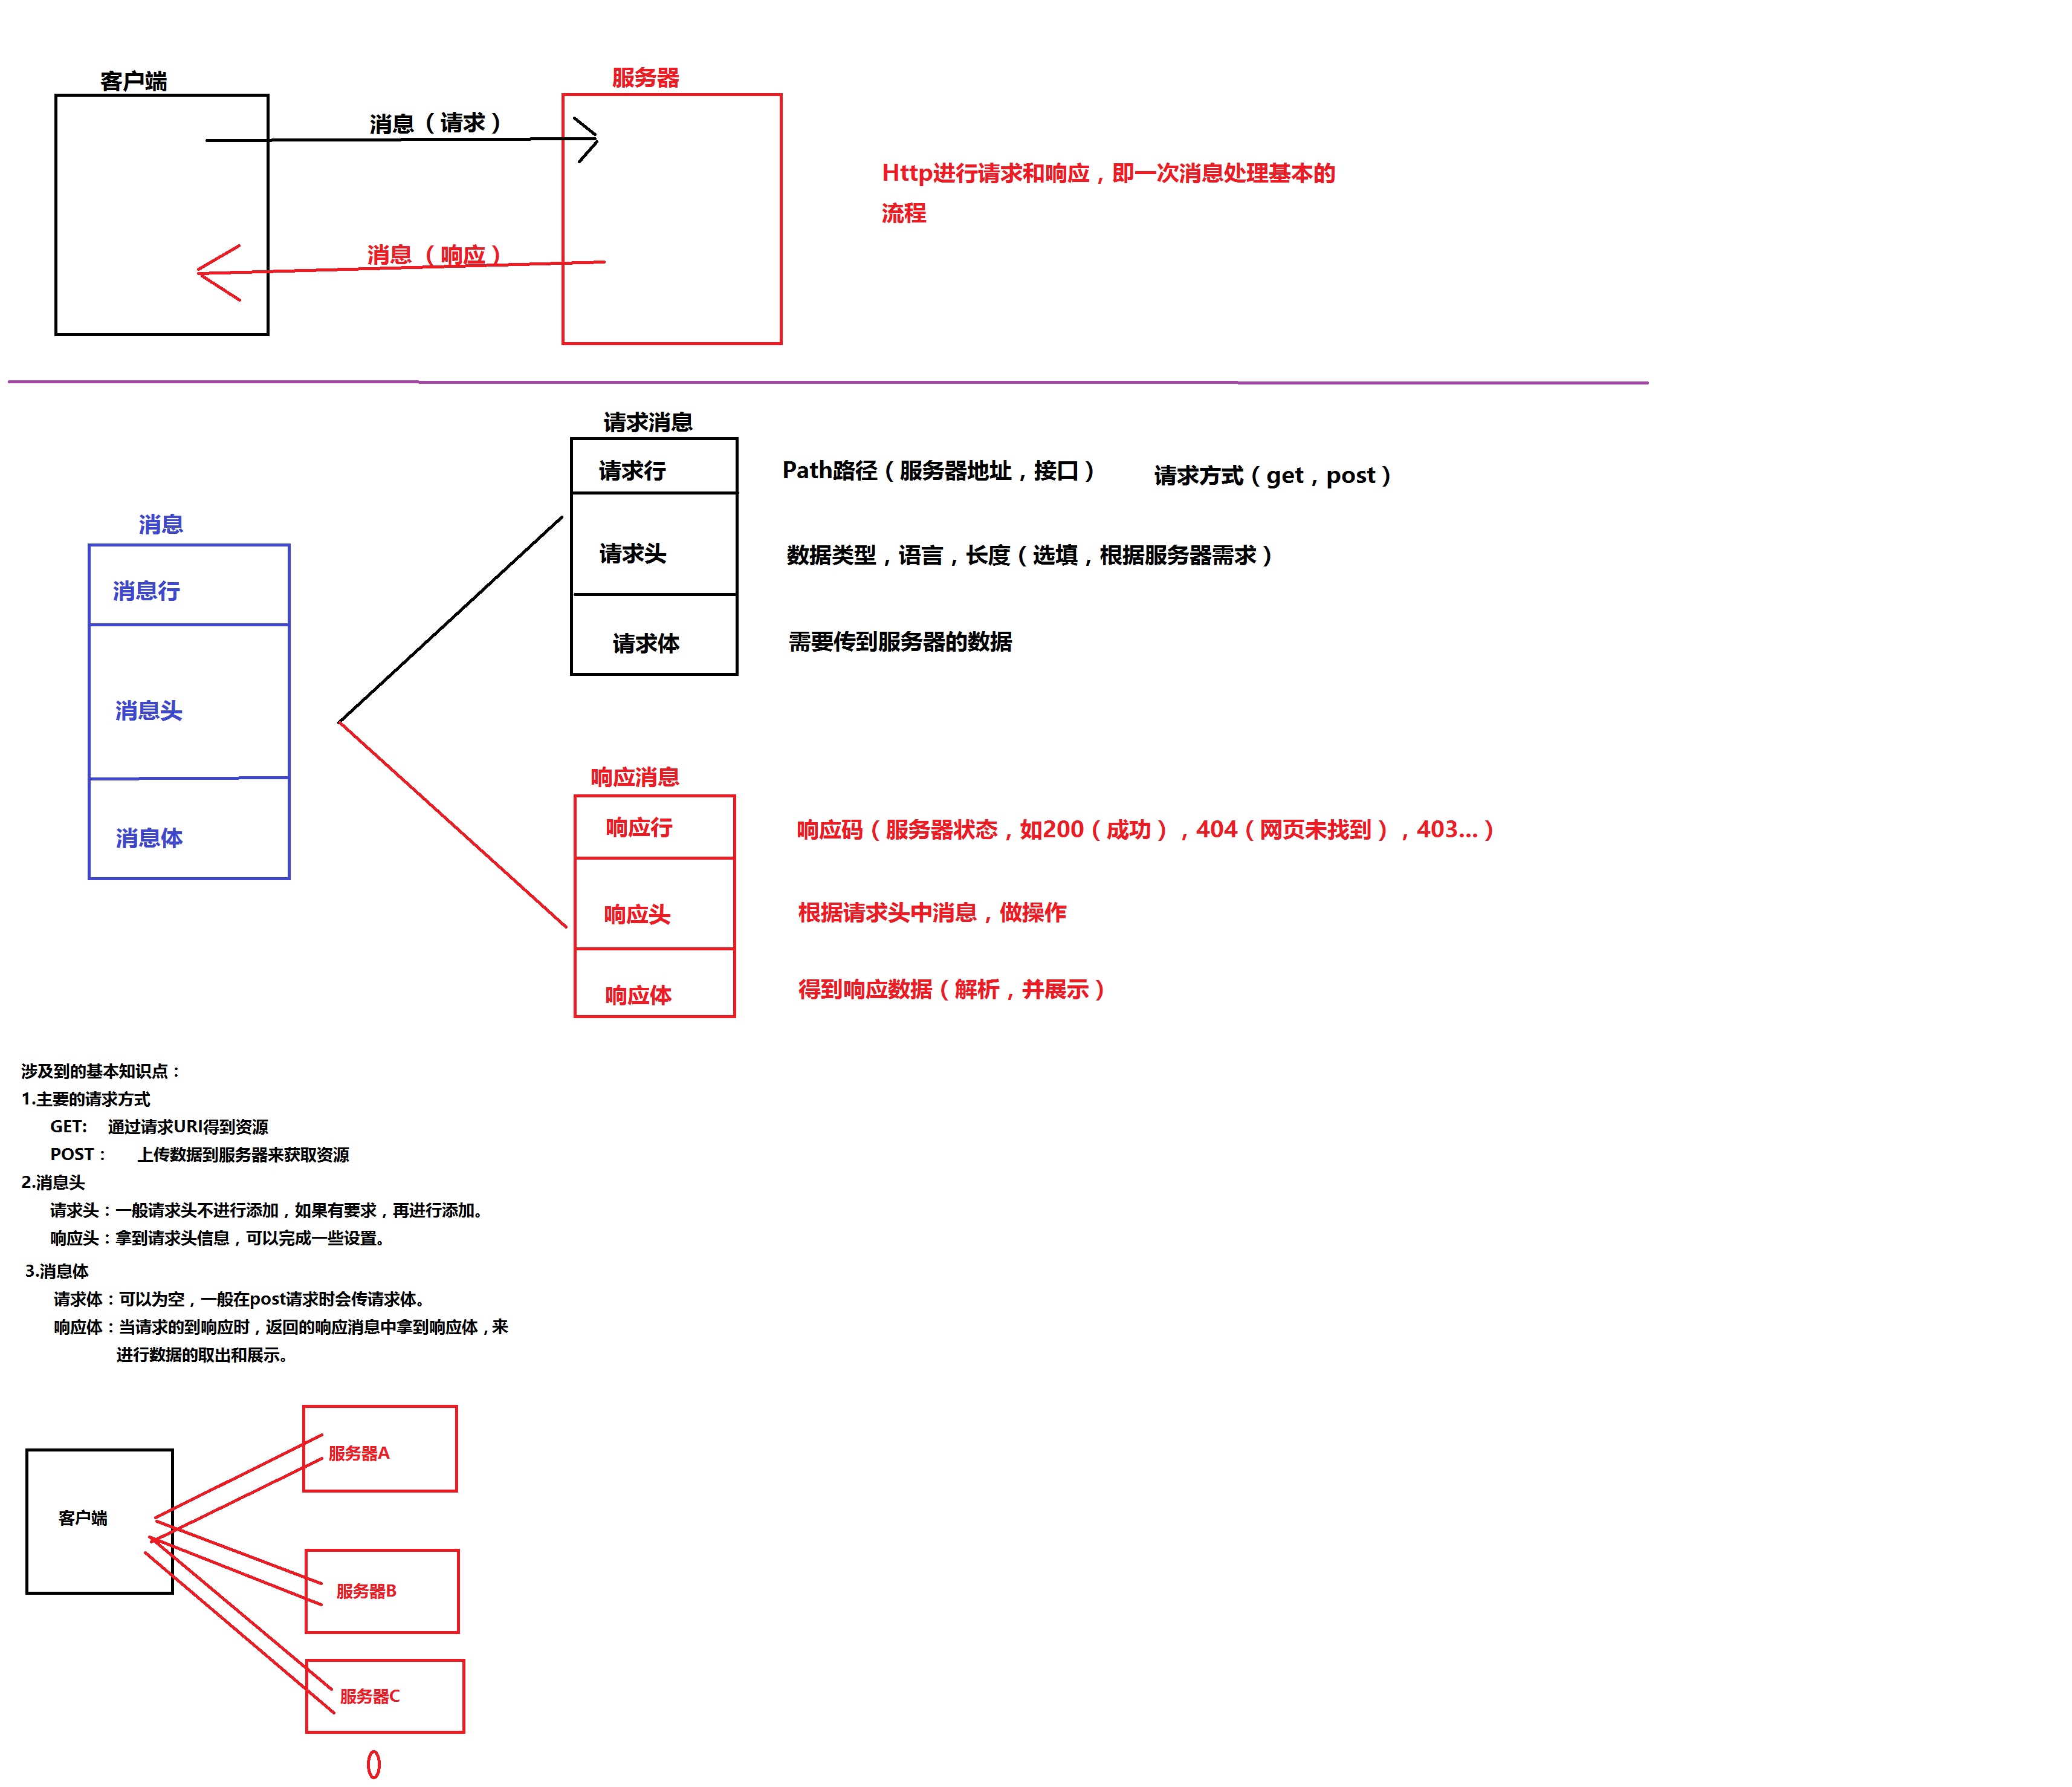 客户端
服务器
消息（请求）
Http进行请求和响应，即一次消息处理基本的
流程
消息（响应）
请求消息
请求行
Path路径（服务器地址，接口）
请求方式（get，post）
消息
请求头
数据类型，语言，长度（选填，根据服务器需求）
消息行
请求体
需要传到服务器的数据
消息头
响应消息
响应行
响应码（服务器状态，如200（成功），404（网页未找到），403...）
消息体
响应头
根据请求头中消息，做操作
响应体
得到响应数据（解析，并展示）
涉及到的基本知识点：
1.主要的请求方式
GET: 通过请求URI得到资源
POST： 上传数据到服务器来获取资源
2.消息头
请求头：一般请求头不进行添加，如果有要求，再进行添加。
响应头：拿到请求头信息，可以完成一些设置。
3.消息体
请求体：可以为空，一般在post请求时会传请求体。
响应体：当请求的到响应时，返回的响应消息中拿到响应体，来
进行数据的取出和展示。
服务器A
客户端
服务器B
服务器C